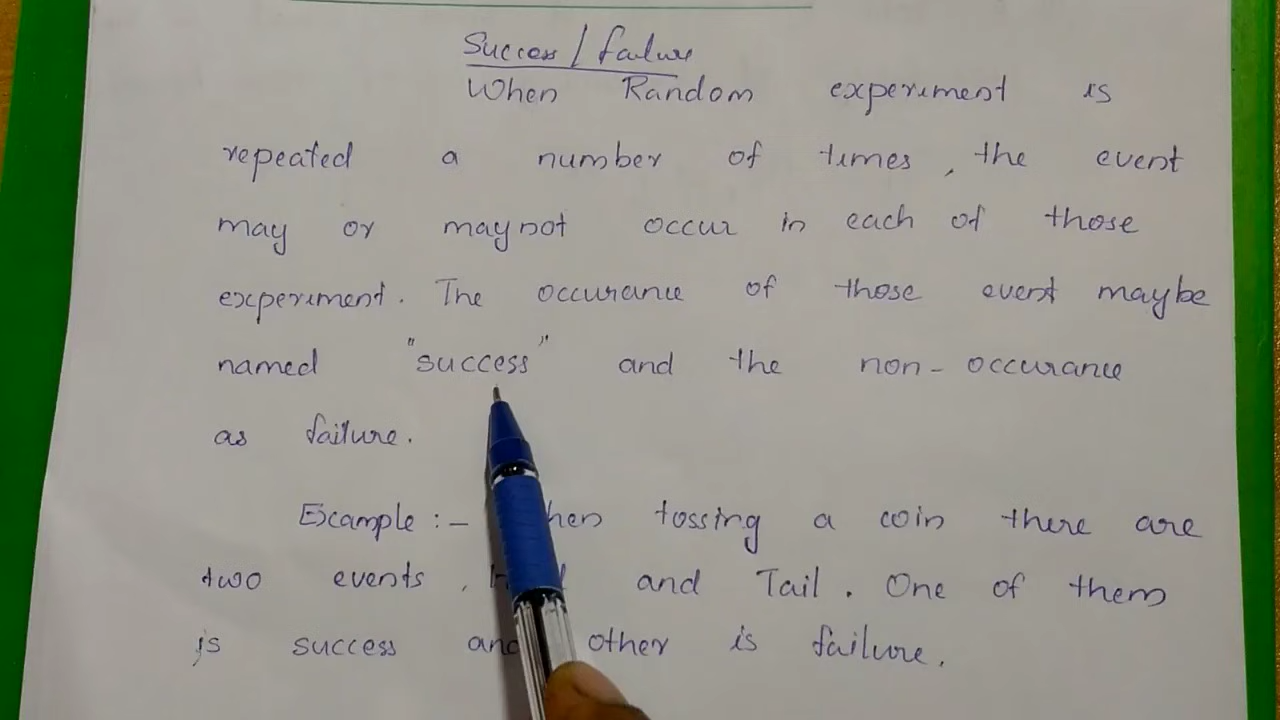 Success / failure
When Random experiment is
repeated a number of times, the event
may or maynot occur in each of those
experiment. The occurance of those event maybe
named "success" and the non-occurance
as failure.
Example :- hen tossing a coin there are
two events, and Tail. One of them
is success and other is failure.